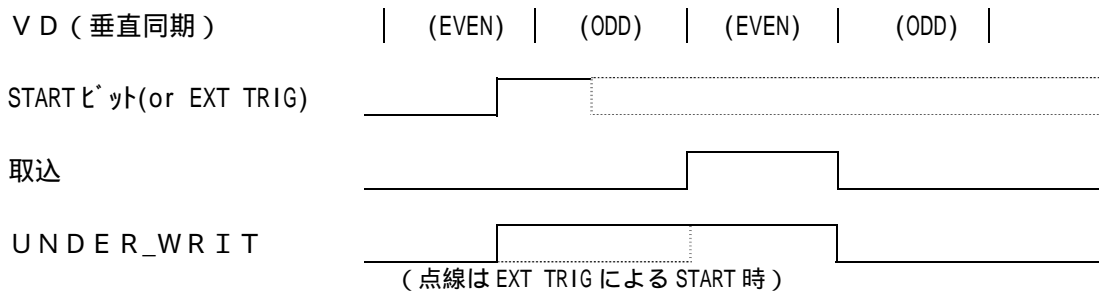 ＶＤ（垂直同期） (EVEN) (ODD) (EVEN) (ODD)
STARTﾋﾞｯﾄ(or EXT TRIG)
取込
ＵＮＤＥＲ_ＷＲＩＴ
（点線は EXT TRIG による START 時）